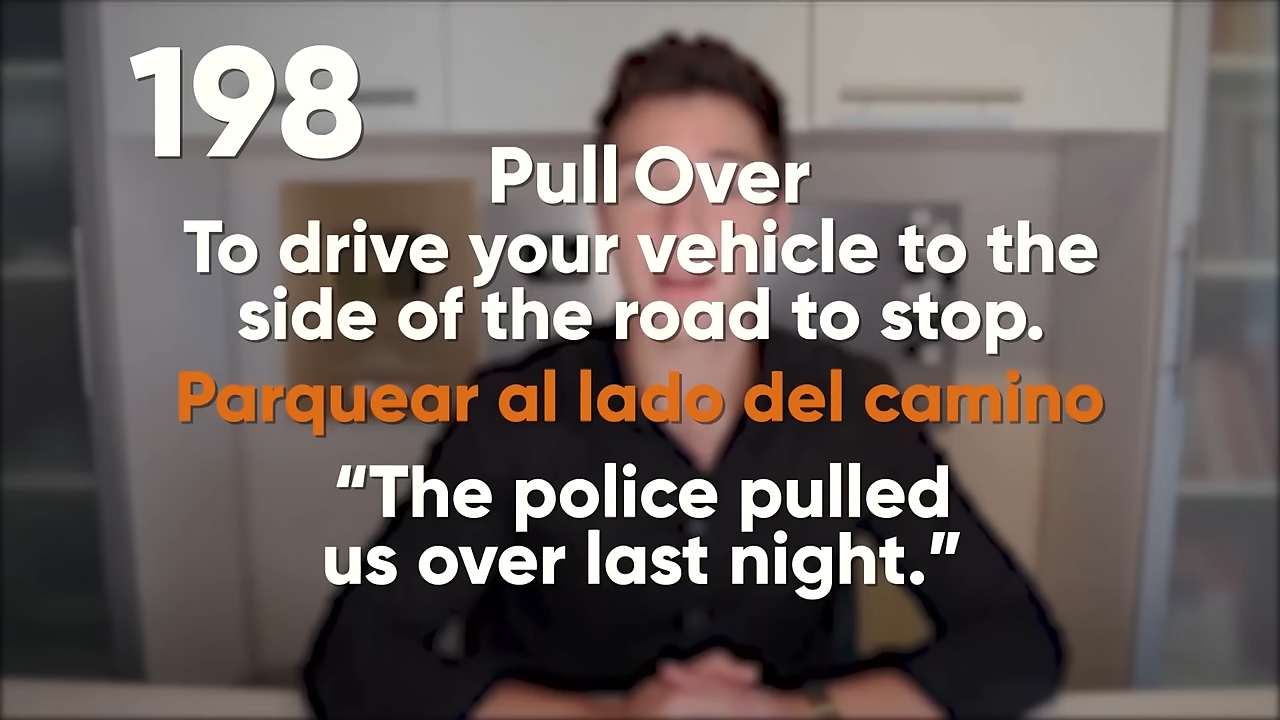 198
Pull Over
To drive your vehicle to the
side of the road to stop.
Parquear al lado del camino
“The police pulled
us over last night.”